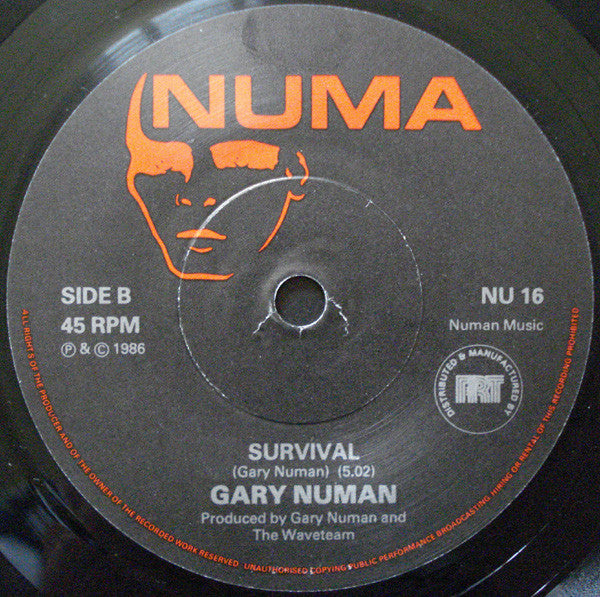 NUMA
SIDE B
45 RPM
Ⓟ & © 1986
NU 16
Numan Music
DISTRIBUTED & MANUFACTURED BY
PRT
SURVIVAL
(Gary Numan) (5.02)
GARY NUMAN
Produced by Gary Numan and
The Waveteam
ALL RIGHTS OF THE PRODUCER AND OF THE OWNER OF THE RECORDED WORK RESERVED. UNAUTHORISED COPYING PUBLIC PERFORMANCE BROADCASTING HIRING OR RENTAL OF THIS RECORDING PROHIBITED